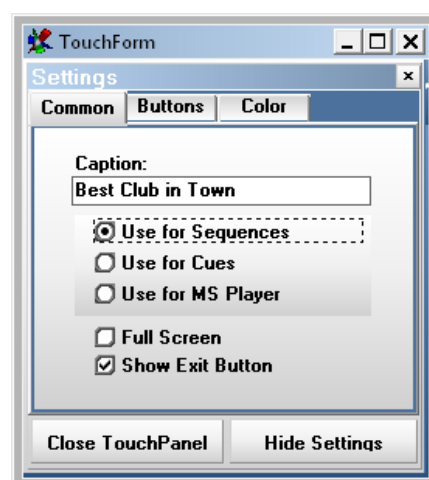 TouchForm
Settings
Common Buttons Color
Caption:
Best Club in Town
Use for Sequences
Use for Cues
Use for MS Player
Full Screen
Show Exit Button
Close TouchPanel Hide Settings